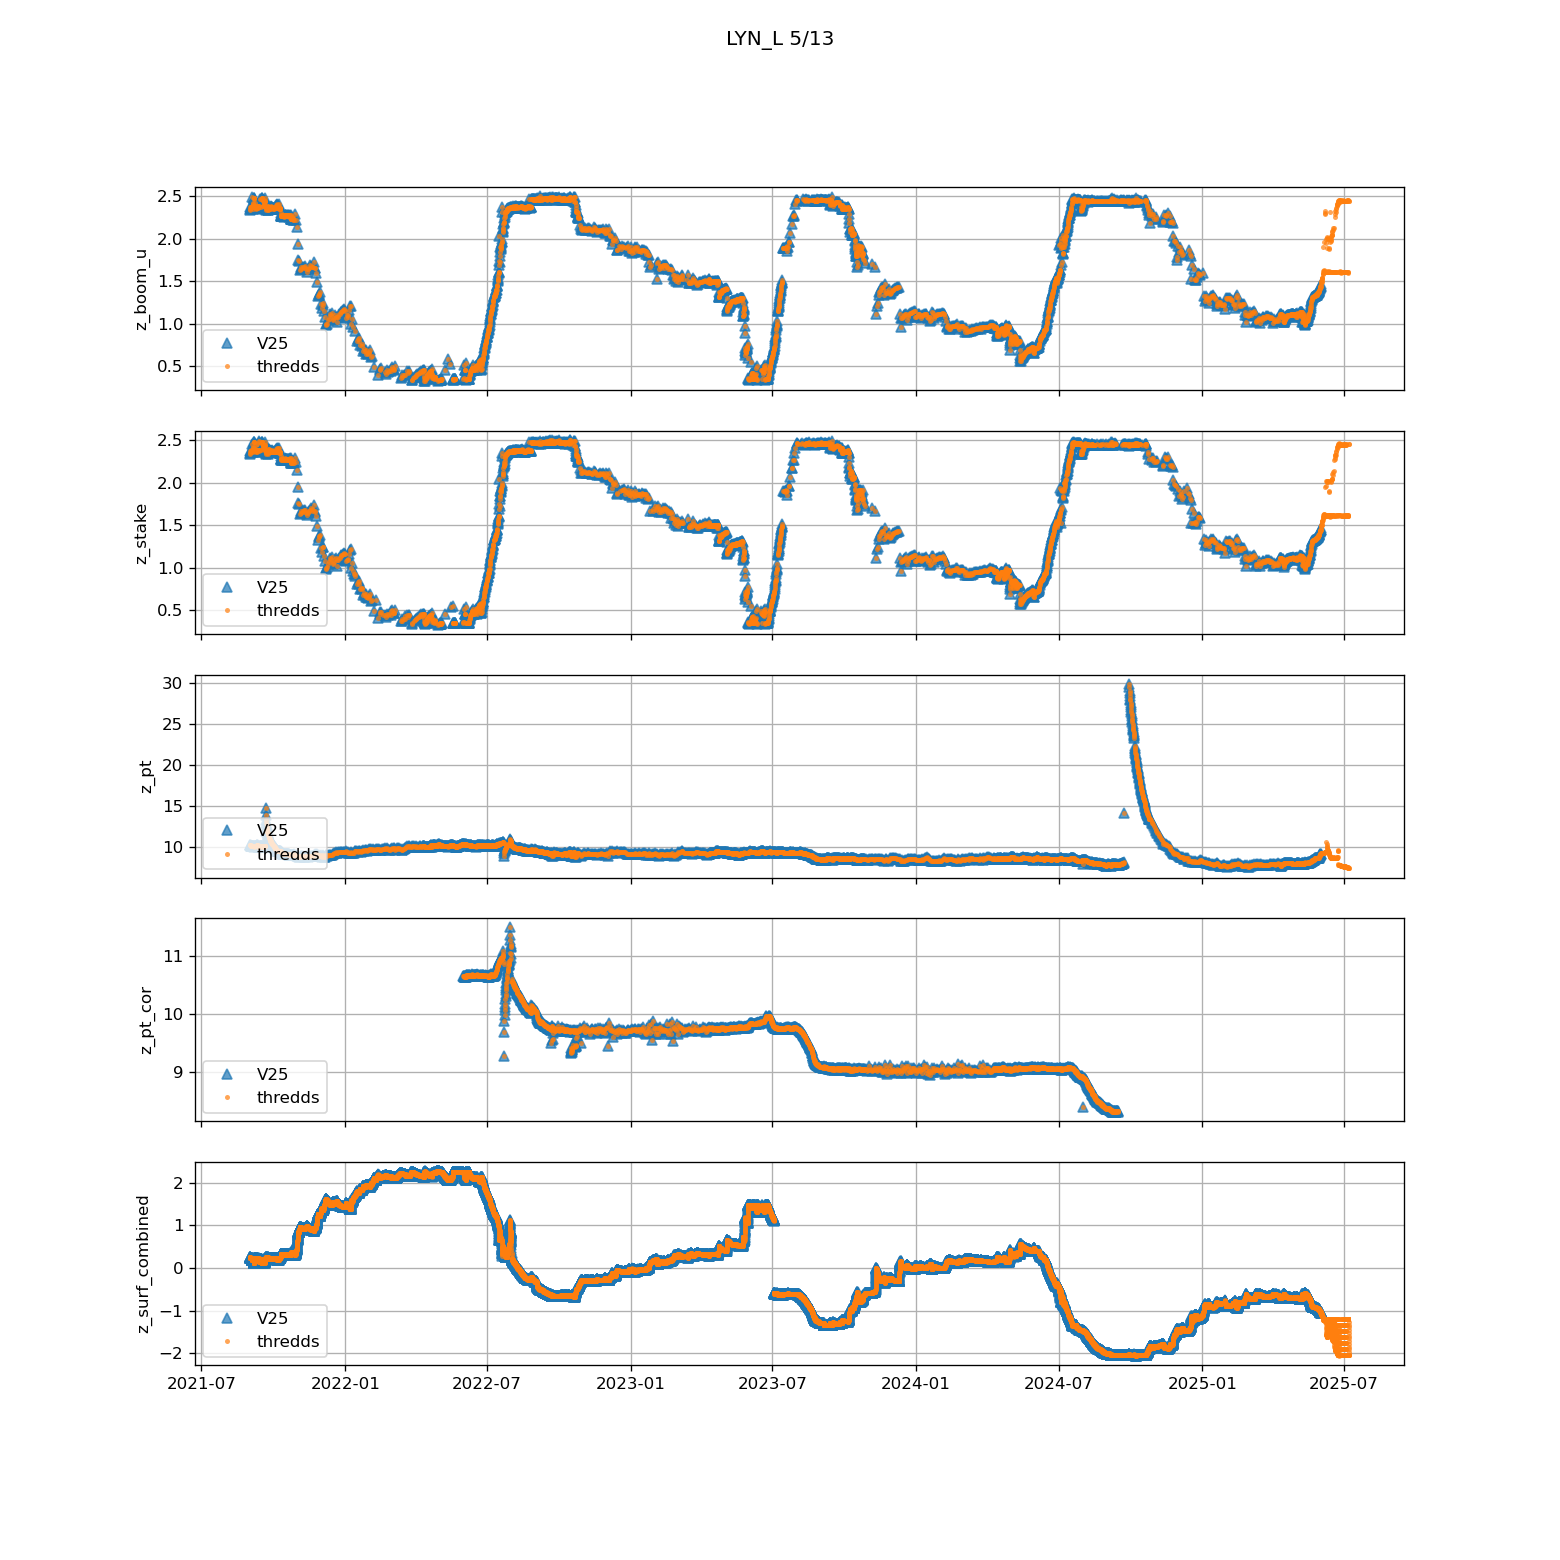 LYN_L 5/13
2.5
2.0
1.5
1.0
0.5
z_boom_u
V25
thredds
2.5
2.0
1.5
1.0
0.5
z_stake
V25
thredds
30
25
20
15
10
z_pt
V25
thredds
11
10
9
z_pt_cor
V25
thredds
2
1
0
−1
−2
z_surf_combined
V25
thredds
2021-07 2022-01 2022-07 2023-01 2023-07 2024-01 2024-07 2025-01 2025-07